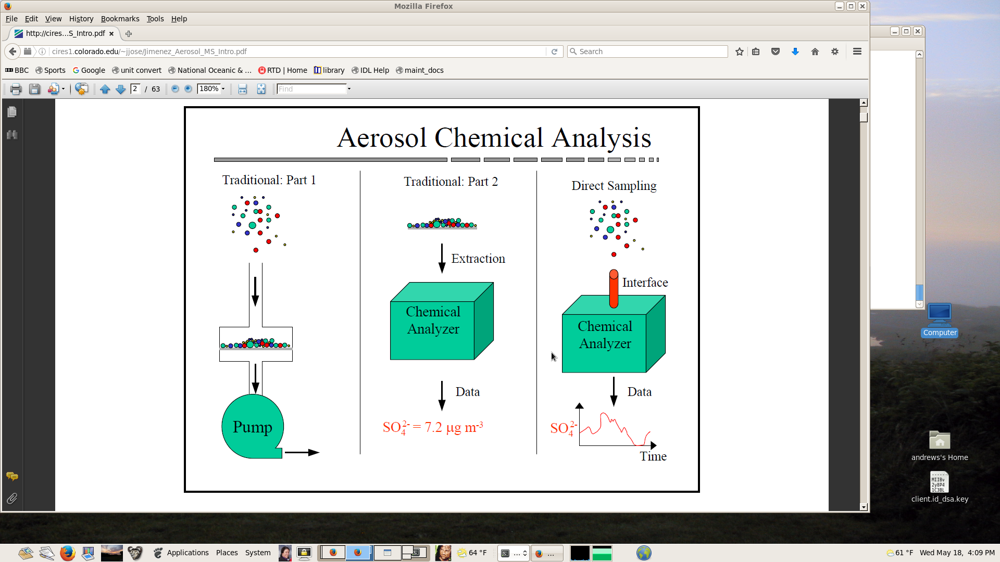 Mozilla Firefox
File Edit View History Bookmarks Tools Help
http://cires...S_Intro.pdf
cires1.colorado.edu/~jjose/Jimenez_Aerosol_MS_Intro.pdf
Search
BBC Sports Google unit convert National Oceanic & ... RTD | Home library IDL Help maint_docs
2 / 63 180% Find
Aerosol Chemical Analysis
Traditional: Part 1
Traditional: Part 2
Direct Sampling
Extraction
Interface
Chemical
Analyzer
Chemical
Analyzer
Data
Data
Pump
SO₄²⁻ = 7.2 µg m⁻³
SO₄²⁻
Time
Computer
andrews's Home
-----
MIIBv
2y8P4
1C3BL
client.id_dsa.key
Applications Places System
64 °F
...
...
61 °F Wed May 18, 4:09 PM